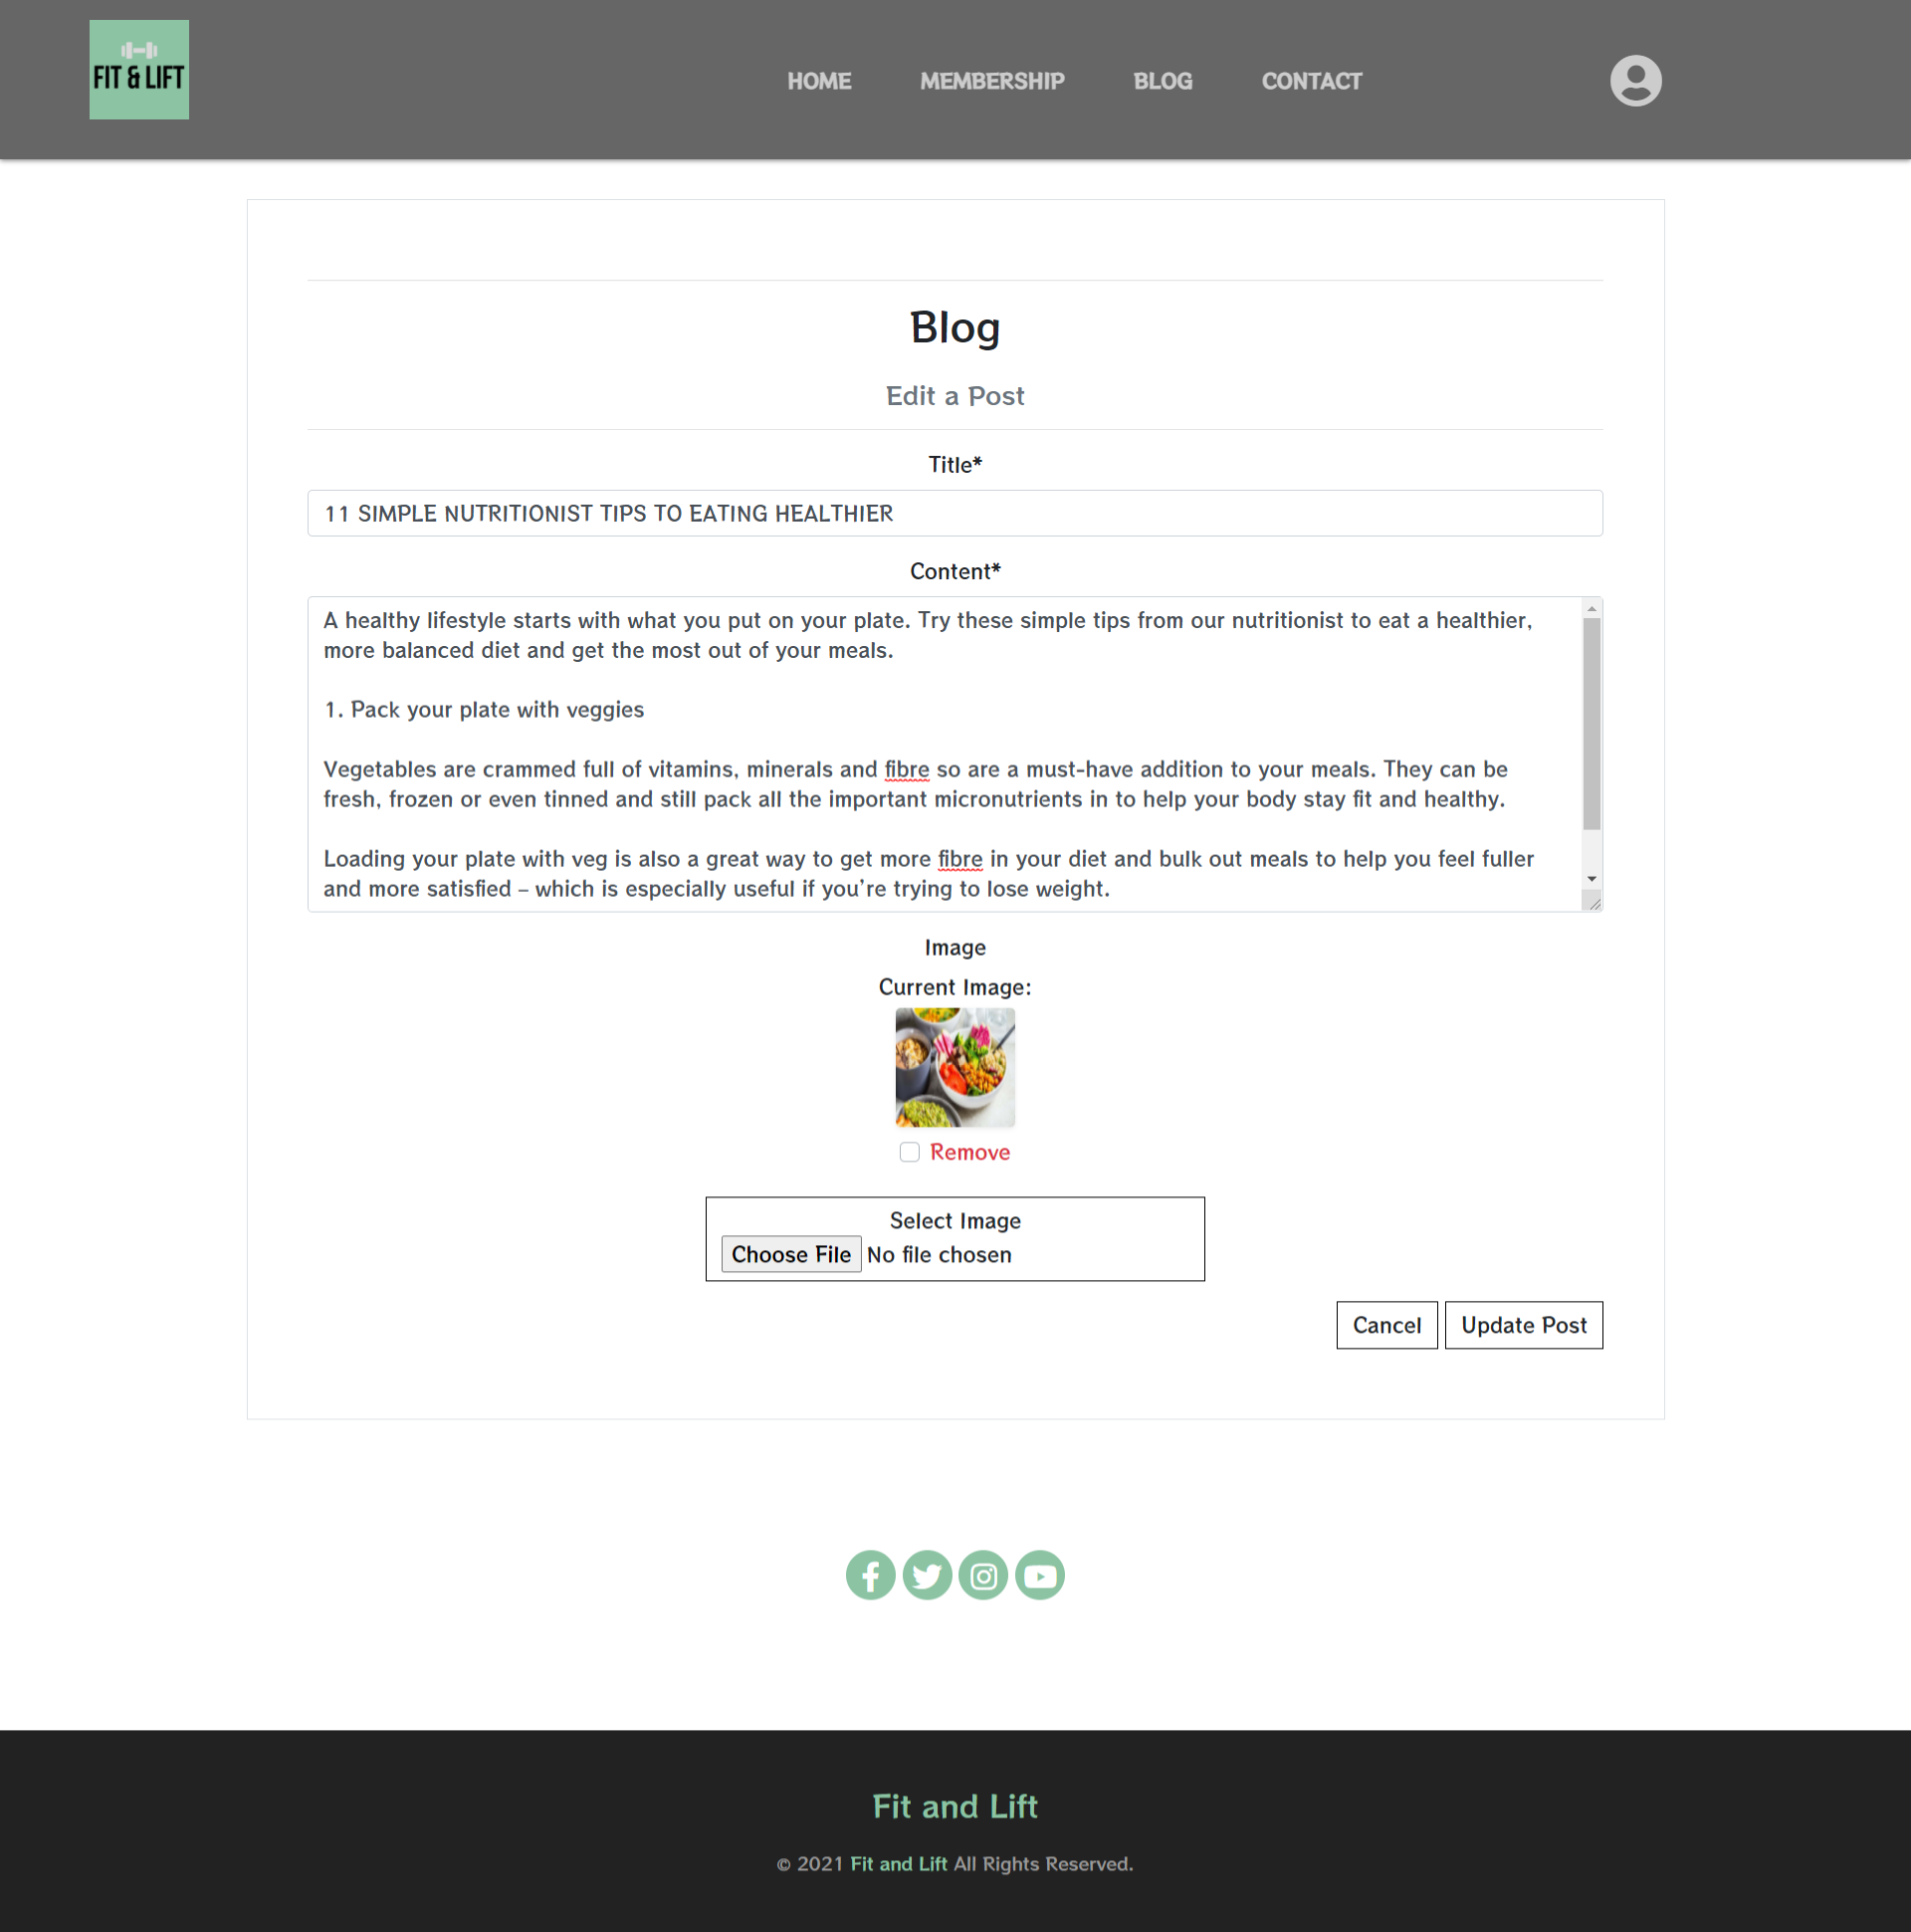 FIT & LIFT
HOME MEMBERSHIP BLOG CONTACT
Blog
Edit a Post
Title*
11 SIMPLE NUTRITIONIST TIPS TO EATING HEALTHIER
Content*
A healthy lifestyle starts with what you put on your plate. Try these simple tips from our nutritionist to eat a healthier,
more balanced diet and get the most out of your meals.
1. Pack your plate with veggies
Vegetables are crammed full of vitamins, minerals and fibre so are a must-have addition to your meals. They can be
fresh, frozen or even tinned and still pack all the important micronutrients in to help your body stay fit and healthy.
Loading your plate with veg is also a great way to get more fibre in your diet and bulk out meals to help you feel fuller
and more satisfied – which is especially useful if you’re trying to lose weight.
Image
Current Image:
Remove
Select Image
Choose File No file chosen
Cancel Update Post
Fit and Lift
© 2021 Fit and Lift All Rights Reserved.